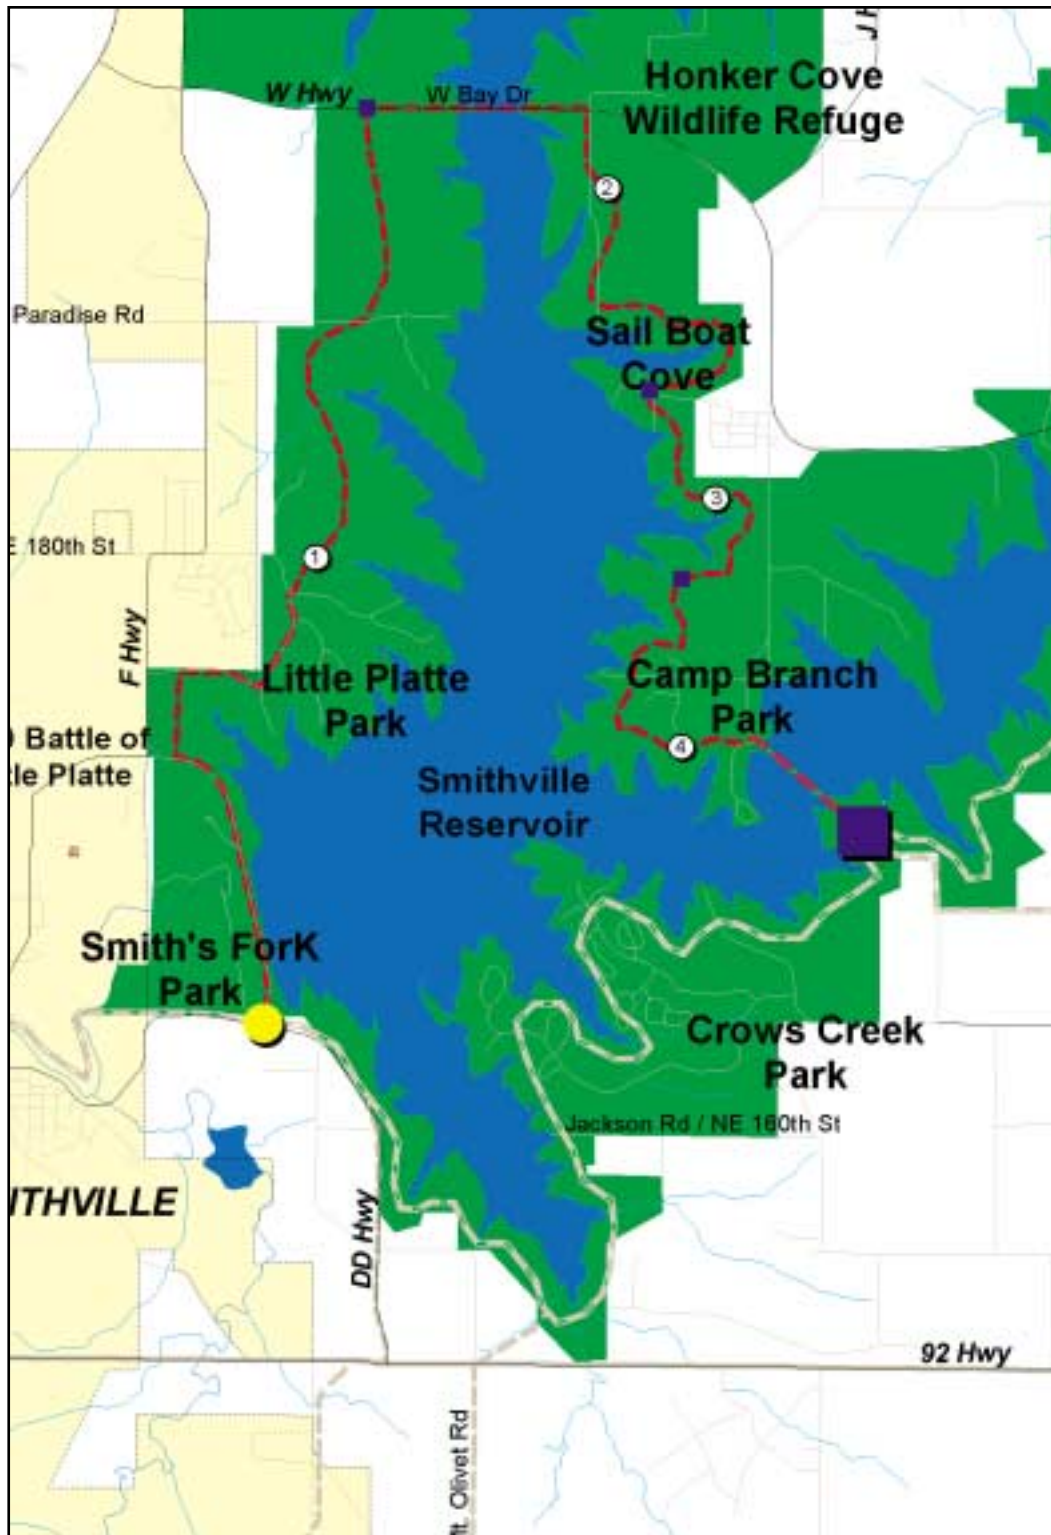 J H
W Hwy
W Bay Dr
Honker Cove
Wildlife Refuge
2
Paradise Rd
Sail Boat
Cove
3
E 180th St
1
F Hwy
Little Platte
Park
Camp Branch
Park
Battle of
tle Platte
4
Smithville
Reservoir
Smith's ForK
Park
Crows Creek
Park
Jackson Rd / NE 160th St
ITHVILLE
DD Hwy
92 Hwy
Mt. Olivet Rd